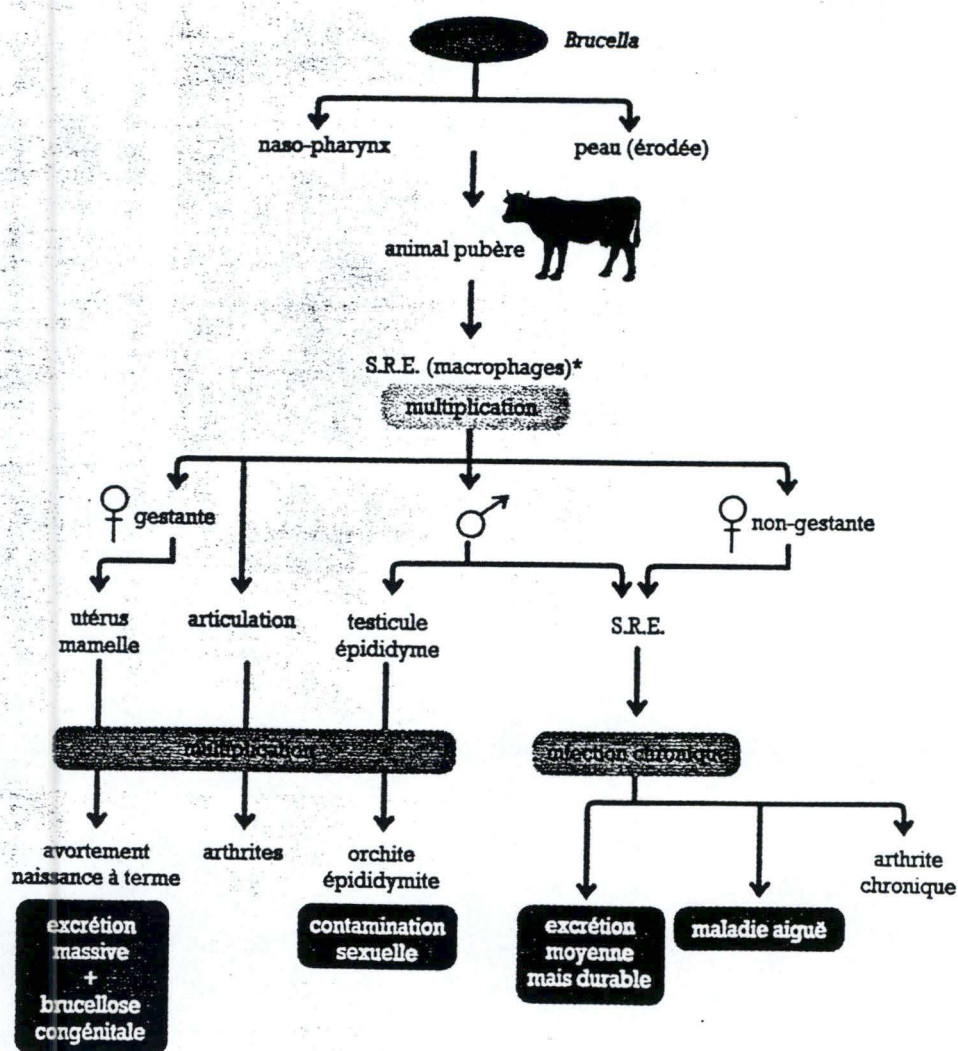 Brucella
naso-pharynx
peau (érodée)
animal pubère
S.R.E. (macrophages)*
multiplication
gestante
non-gestante
utérus
mamelle
articulation
testicule
épididyme
S.R.E.
multiplication
infection chronique
avortement
naissance à terme
arthrites
orchite
épididymite
arthrite
chronique
excrétion
massive
+
brucellose
congénitale
contamination
sexuelle
excrétion
moyenne
mais durable
maladie aiguë